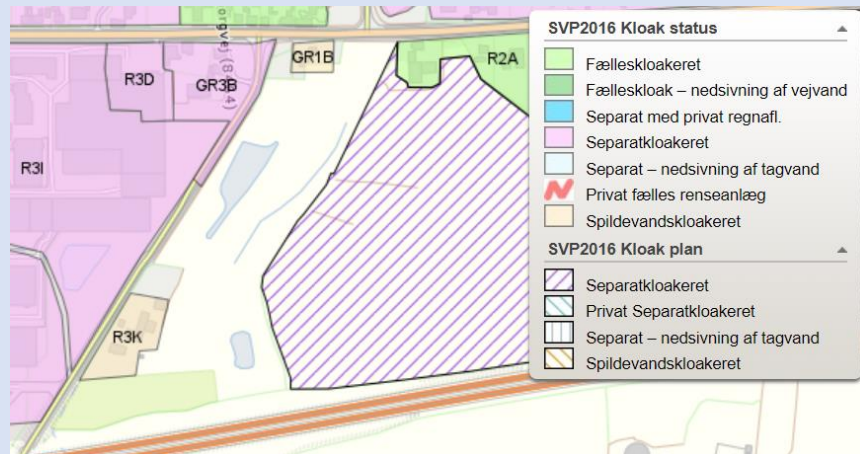 SVP2016 Kloak status
Fælleskloakeret
Fælleskloak – nedsivning af vejvand
Separat med privat regnafl.
Separatkloakeret
Separat – nedsivning af tagvand
Privat fælles renseanlæg
Spildevandskloakeret
SVP2016 Kloak plan
Separatkloakeret
Privat Separatkloakeret
Separat – nedsivning af tagvand
Spildevandskloakeret
GR1B
R2A
R3D
GR3B
R3I
R3K